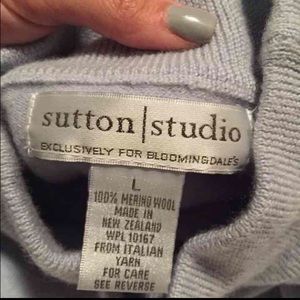 sutton|studio
EXCLUSIVELY FOR BLOOMINGDALE'S
L
100% MERINO WOOL
MADE IN
NEW ZEALAND
WPL 10167
FROM ITALIAN
YARN
FOR CARE
SEE REVERSE